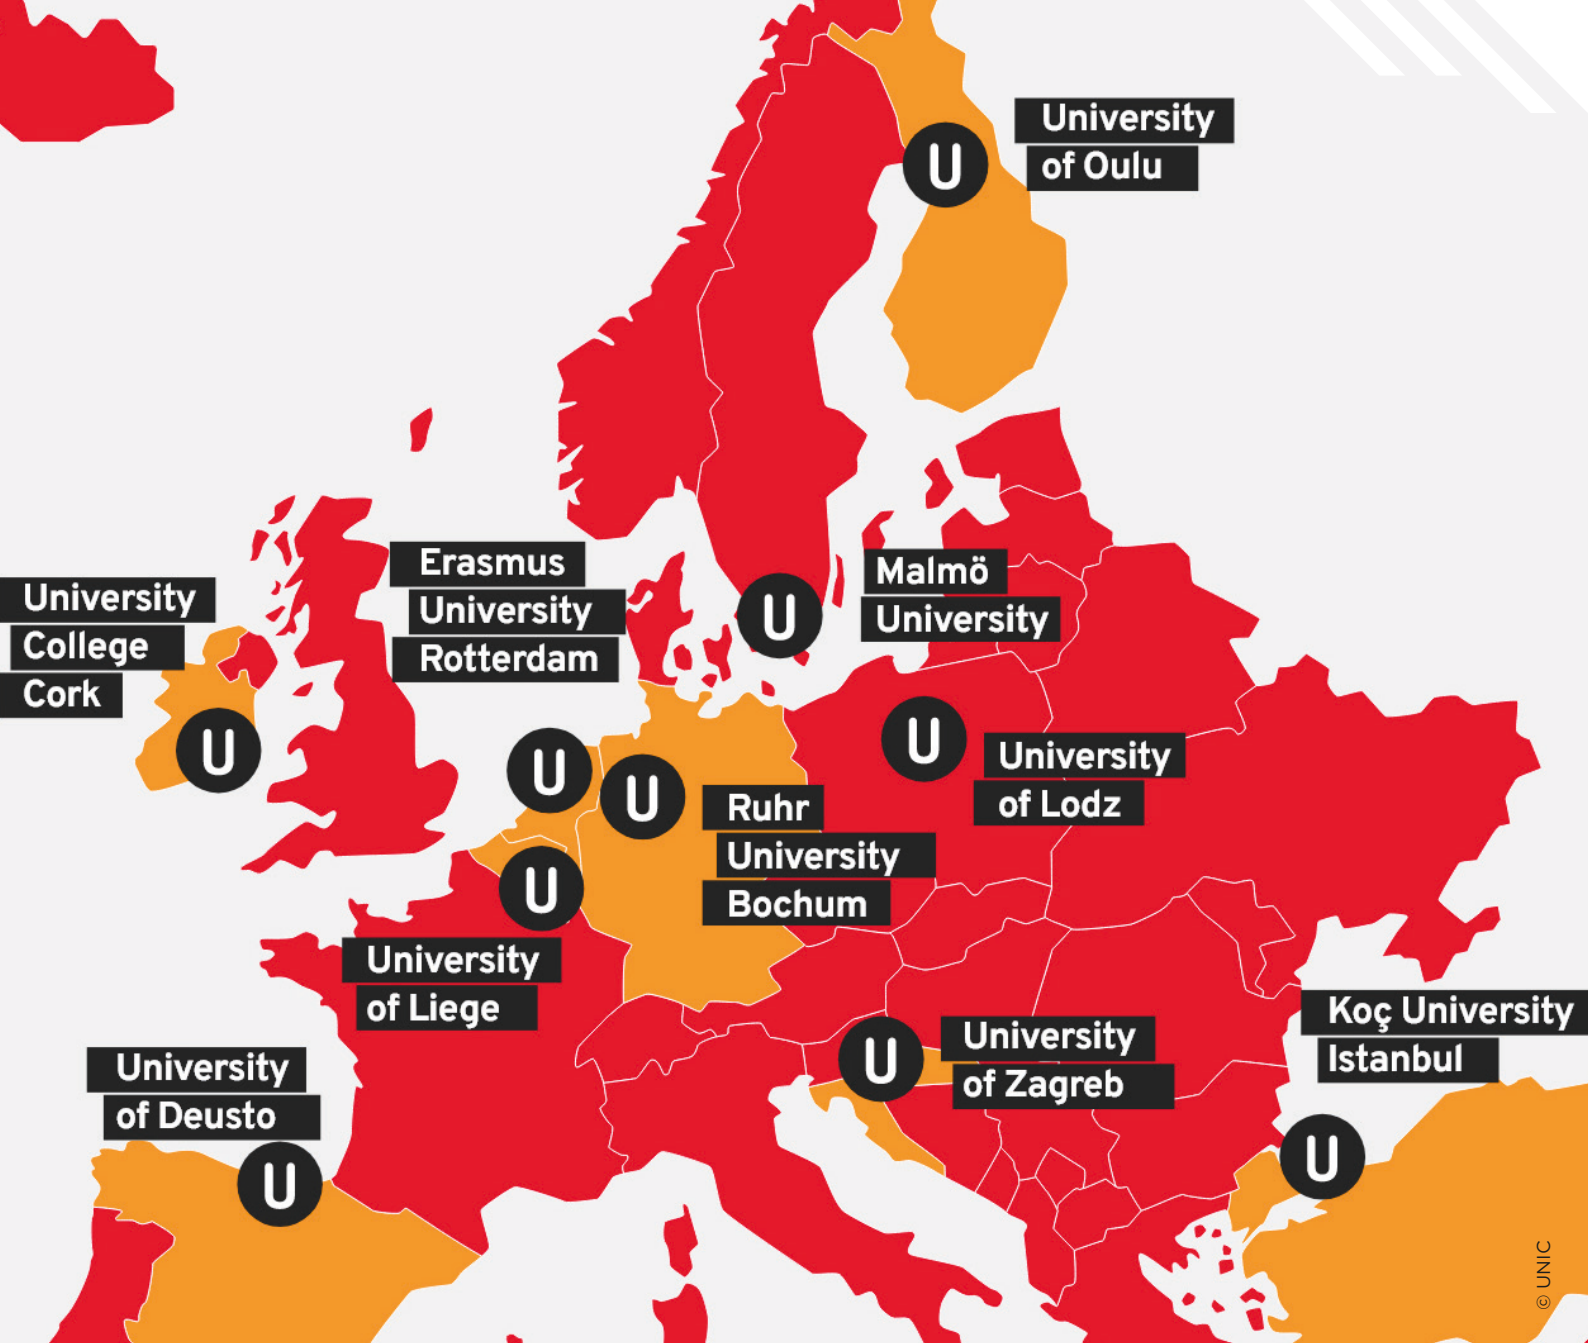 University
of Oulu
Erasmus
University
Rotterdam
Malmö
University
University
College
Cork
U
U
U
U
U
U
U
U
U
U
University
of Lodz
Ruhr
University
Bochum
University
of Liege
Koç University
Istanbul
University
of Zagreb
University
of Deusto
© UNIC